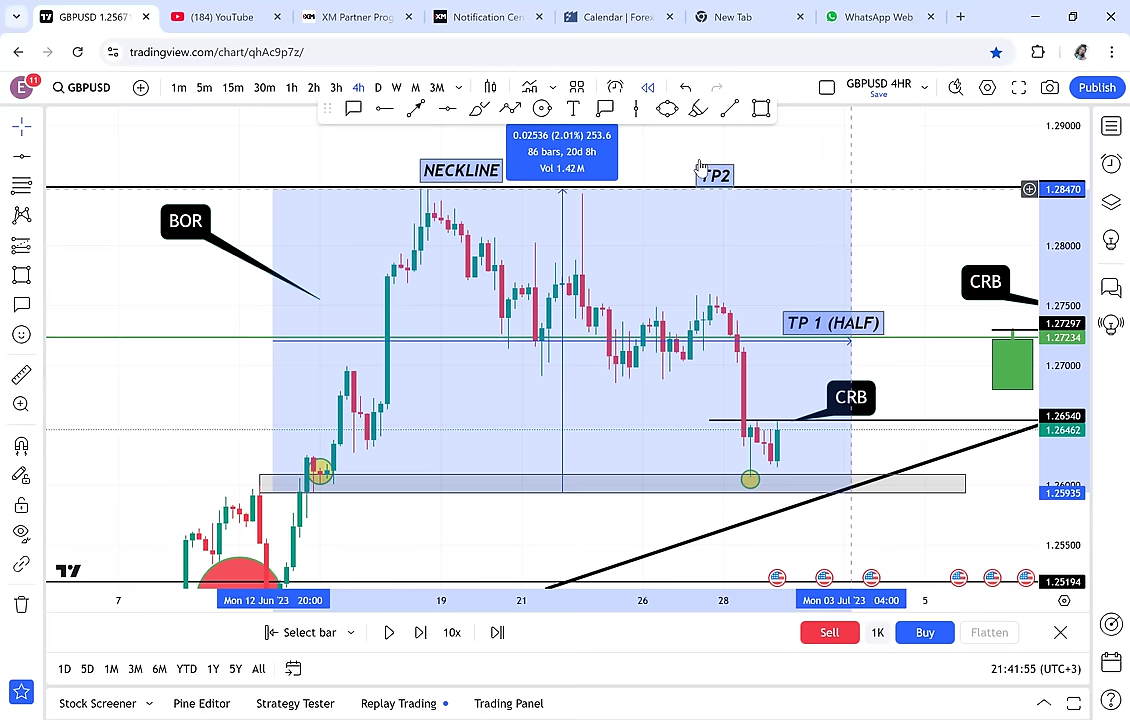 GBPUSD 1.25671
(184) YouTube
XM Partner Prog
Notification Cen
Calendar | Forex
New Tab
WhatsApp Web
tradingview.com/chart/qhAc9p7z/
E 11 GBPUSD 1m 5m 15m 30m 1h 2h 3h 4h D W M 3M
GBPUSD 4HR
Save
Publish
0.02536 (2.01%) 253.6
86 bars, 20d 8h
Vol 1.42M
NECKLINE
TP2
BOR
CRB
TP 1 (HALF)
CRB
1.29000
1.28470
1.28000
1.27500
1.27297
1.27234
1.27000
1.26540
1.26462
1.26000
1.25935
1.25500
1.25194
7 Mon 12 Jun '23 20:00 19 21 26 28 Mon 03 Jul '23 04:00 5
Select bar 10x Sell 1K Buy Flatten
1D 5D 1M 3M 6M YTD 1Y 5Y All 21:41:55 (UTC+3)
Stock Screener Pine Editor Strategy Tester Replay Trading Trading Panel